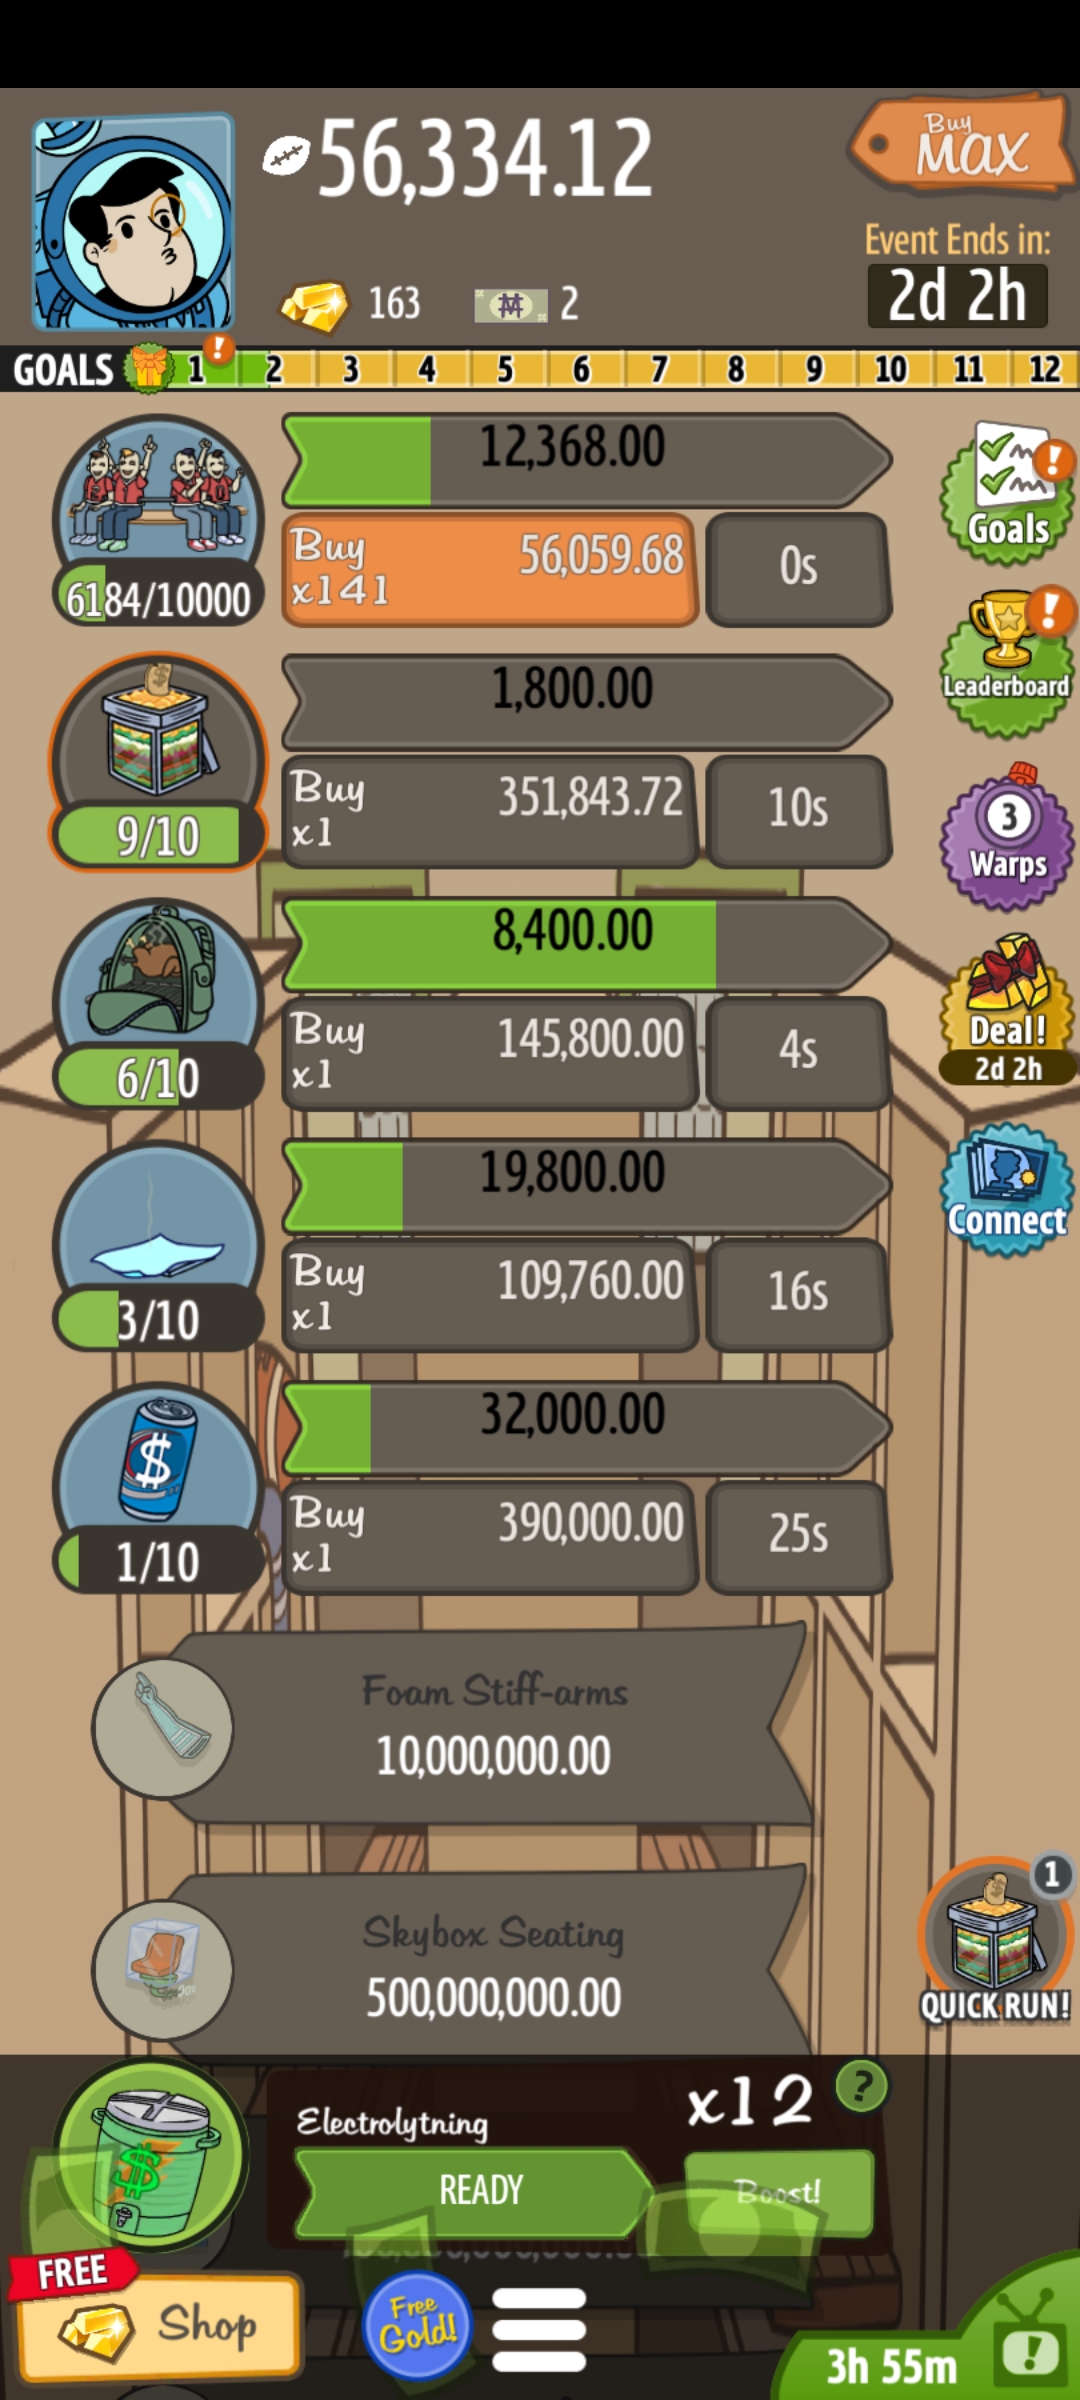 56,334.12
Buy
MAX
Event Ends in:
2d 2h
163
2
GOALS 1 ! 2 3 4 5 6 7 8 9 10 11 12
12,368.00
Buy
x141
56,059.68
0s
6184/10000
!
Goals
1,800.00
Buy
x1
351,843.72
10s
9/10
!
Leaderboard
8,400.00
Buy
x1
145,800.00
4s
6/10
3
Warps
Deal!
2d 2h
19,800.00
Buy
x1
109,760.00
16s
3/10
Connect
32,000.00
Buy
x1
390,000.00
25s
$
1/10
Foam Stiff-arms
10,000,000.00
Skybox Seating
500,000,000.00
1
QUICK RUN!
Electrolytning
x12
?
READY
Boost!
$
FREE
Shop
Free
Gold!
3h 55m
!